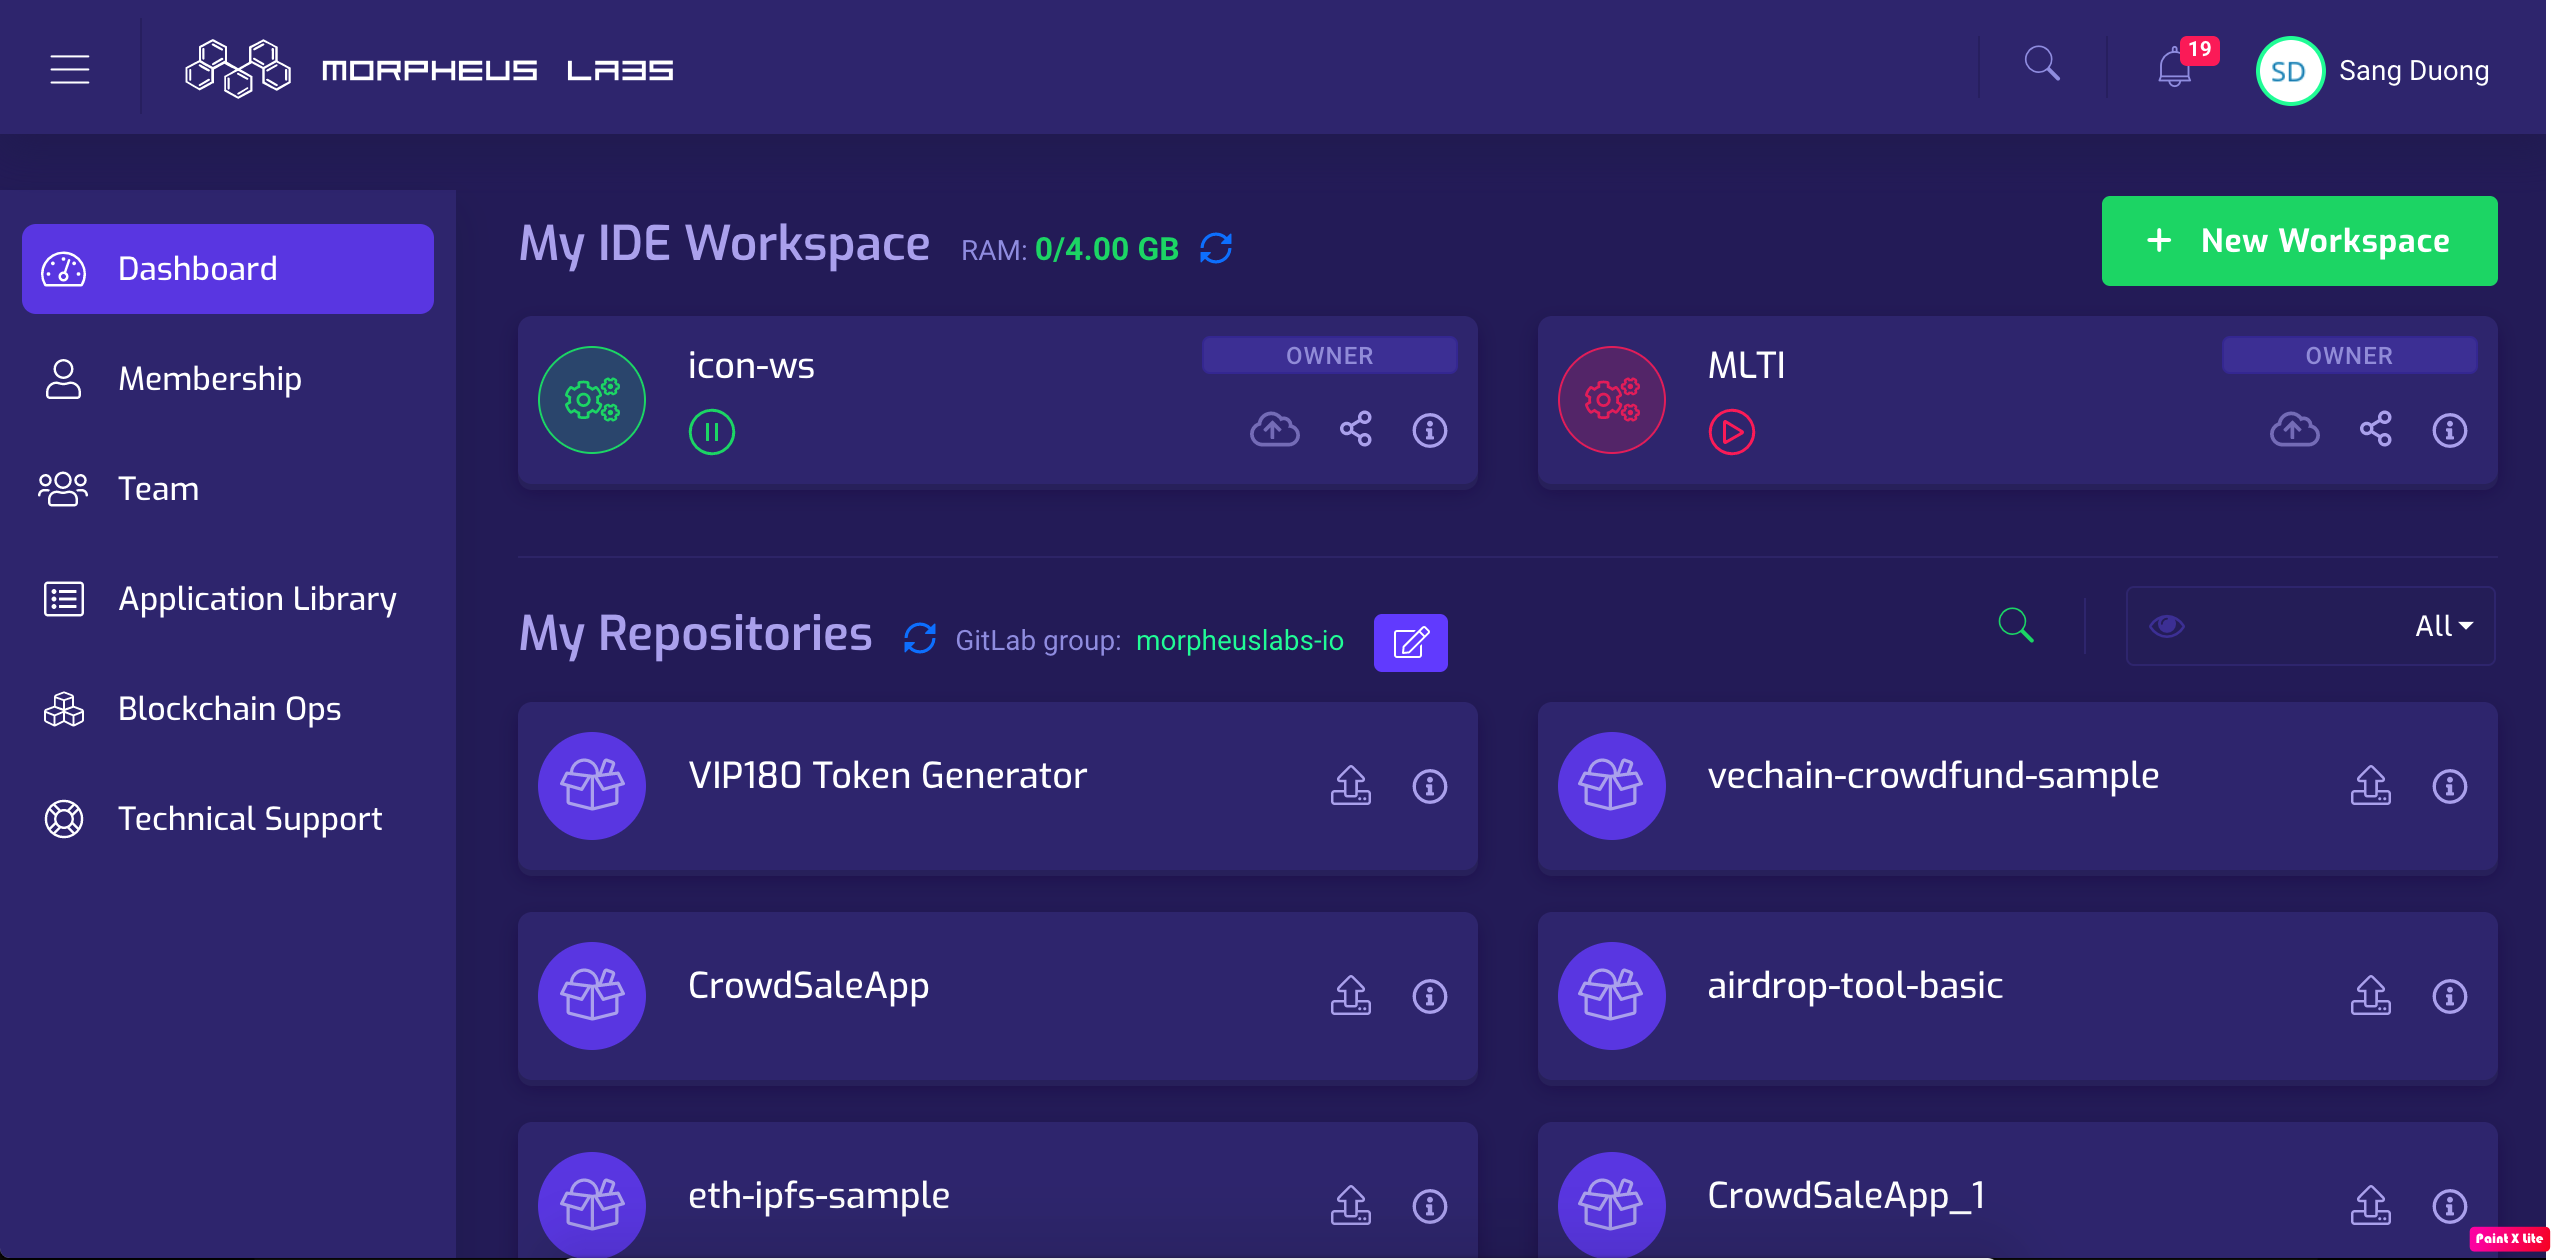 MORPHEUS LABS
19
SD
Sang Duong
Dashboard
Membership
Team
Application Library
Blockchain Ops
Technical Support
My IDE Workspace
RAM: 0/4.00 GB
+ New Workspace
icon-ws
OWNER
MLTI
OWNER
My Repositories
GitLab group: morpheuslabs-io
All
VIP180 Token Generator
vechain-crowdfund-sample
CrowdSaleApp
airdrop-tool-basic
eth-ipfs-sample
CrowdSaleApp_1
Paint X Lite